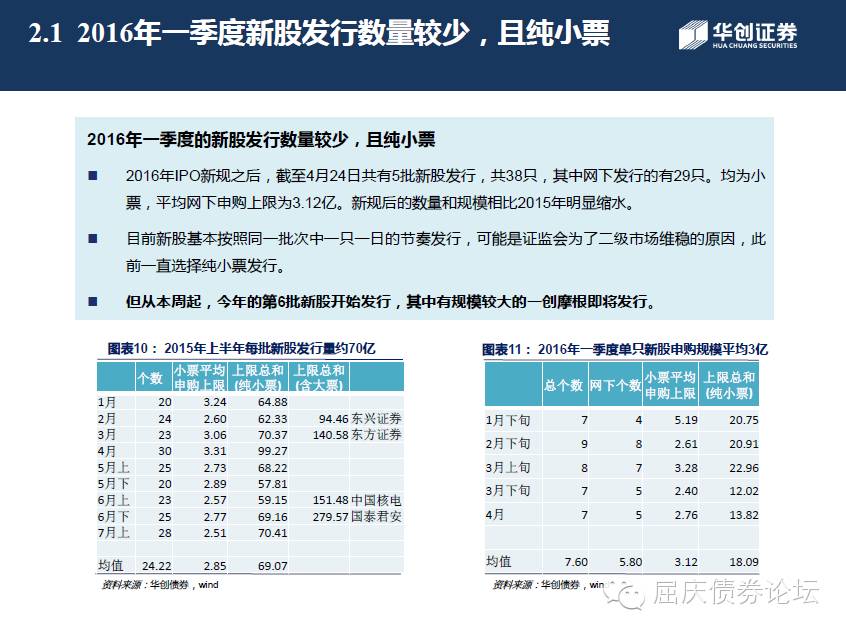 2.1 2016年一季度新股发行数量较少，且纯小票
华创证券
HUA CHUANG SECURITIES
2016年一季度的新股发行数量较少，且纯小票
■ 2016年IPO新规之后，截至4月24日共有5批新股发行，共38只，其中网下发行的有29只。均为小
票，平均网下申购上限为3.12亿。新规后的数量和规模相比2015年明显缩水。
■ 目前新股基本按照同一批次中一只一日的节奏发行，可能是证监会为了二级市场维稳的原因，此
前一直选择纯小票发行。
■ 但从本周起，今年的第6批新股开始发行，其中有规模较大的一创摩根即将发行。
图表10： 2015年上半年每批新股发行量约70亿
个数 小票平均申购上限 上限总和(纯小票) 上限总和(含大票)
1月 20 3.24 64.88
2月 24 2.60 62.33 94.46 东兴证券
3月 23 3.06 70.37 140.58 东方证券
4月 30 3.31 99.27
5月上 25 2.73 68.22
5月下 20 2.89 57.81
6月上 23 2.57 59.15 151.48 中国核电
6月下 25 2.77 69.16 279.57 国泰君安
7月上 28 2.51 70.41
均值 24.22 2.85 69.07
资料来源：华创债券，wind
图表11： 2016年一季度单只新股申购规模平均3亿
总个数 网下个数 小票平均申购上限 上限总和(纯小票)
1月下旬 7 4 5.19 20.75
2月下旬 9 8 2.61 20.91
3月上旬 8 7 3.28 22.96
3月下旬 7 5 2.40 12.02
4月 7 5 2.76 13.82
均值 7.60 5.80 3.12 18.09
资料来源：华创债券，win
屈庆债券论坛